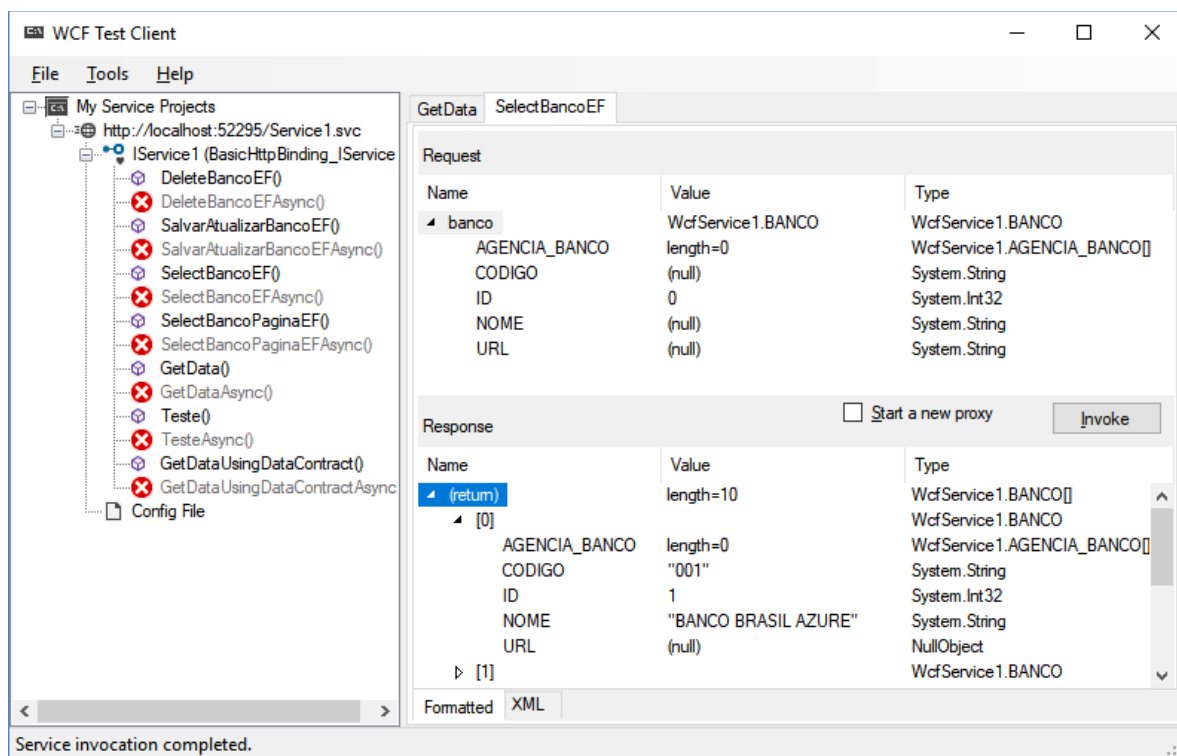 WCF Test Client
File Tools Help
My Service Projects
http://localhost:52295/Service1.svc
IService1 (BasicHttpBinding_IService
DeleteBancoEF()
DeleteBancoEFAsync()
SalvarAtualizarBancoEF()
SalvarAtualizarBancoEFAsync()
SelectBancoEF()
SelectBancoEFAsync()
SelectBancoPaginaEF()
SelectBancoPaginaEFAsync()
GetData()
GetDataAsync()
Teste()
TesteAsync()
GetDataUsingDataContract()
GetDataUsingDataContractAsync
Config File
GetData SelectBancoEF
Request
Name Value Type
banco WcfService1.BANCO WcfService1.BANCO
AGENCIA_BANCO length=0 WcfService1.AGENCIA_BANCO[]
CODIGO (null) System.String
ID 0 System.Int32
NOME (null) System.String
URL (null) System.String
Response Start a new proxy Invoke
Name Value Type
(return) length=10 WcfService1.BANCO[]
[0] WcfService1.BANCO
AGENCIA_BANCO length=0 WcfService1.AGENCIA_BANCO[]
CODIGO "001" System.String
ID 1 System.Int32
NOME "BANCO BRASIL AZURE" System.String
URL (null) NullObject
[1] WcfService1.BANCO
Formatted XML
Service invocation completed.